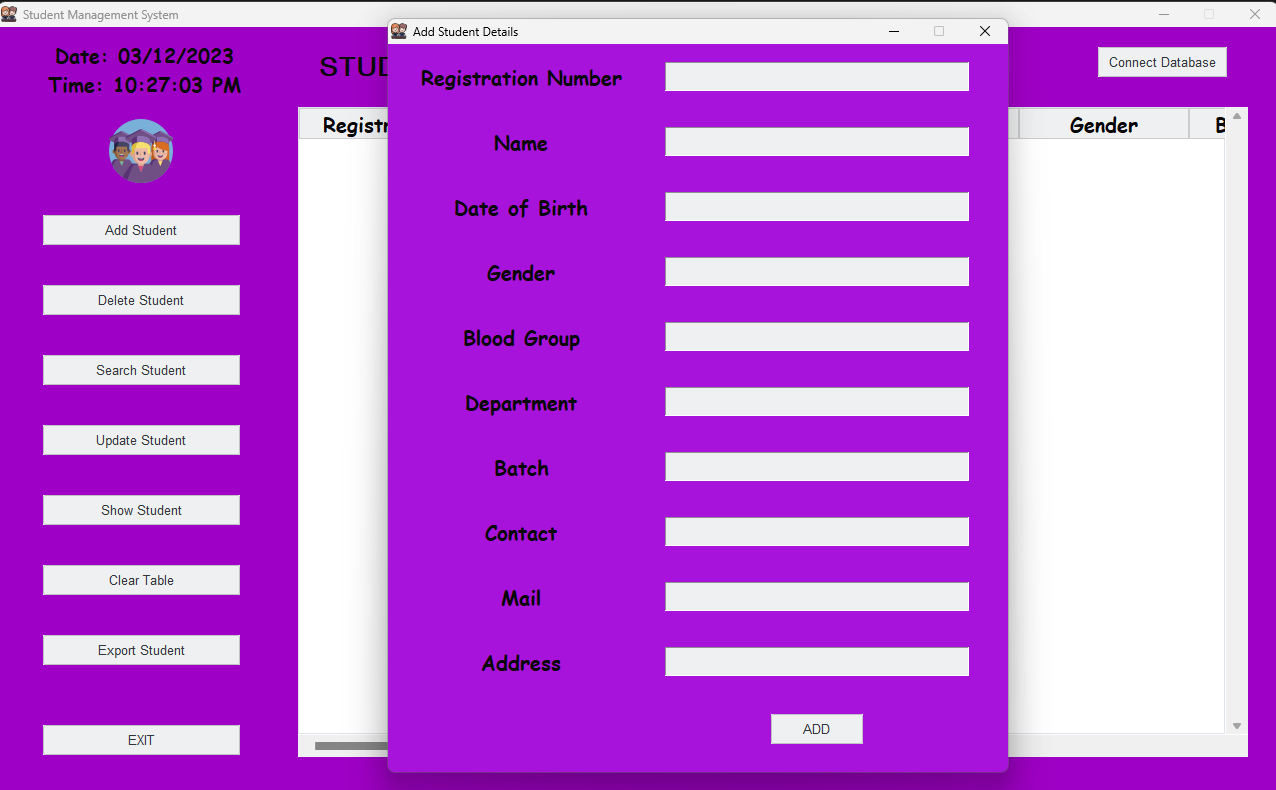 Student Management System
Add Student Details
Date: 03/12/2023
Time: 10:27:03 PM
Connect Database
Gender
Add Student
Delete Student
Search Student
Update Student
Show Student
Clear Table
Export Student
EXIT
Registration Number
Name
Date of Birth
Gender
Blood Group
Department
Batch
Contact
Mail
Address
ADD